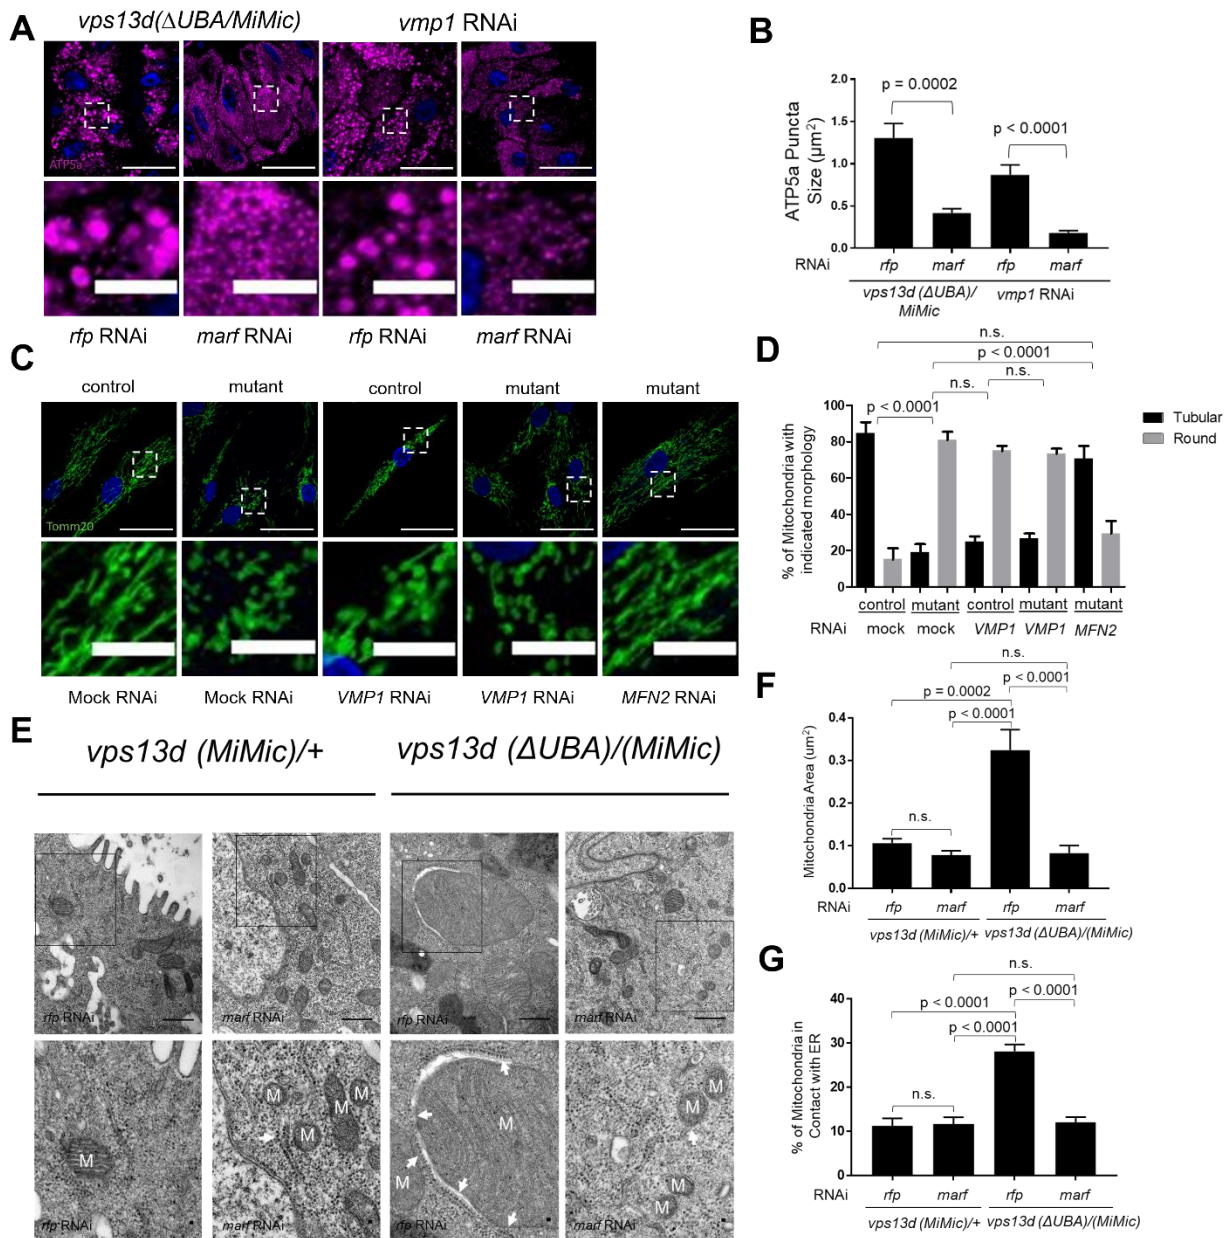 A
vps13d(ΔUBA/MiMic)
vmp1 RNAi
ATP5a
rfp RNAi
marf RNAi
rfp RNAi
marf RNAi
B
ATP5a Puncta
Size (µm²)
2.0
1.5
1.0
0.5
0.0
p = 0.0002
p < 0.0001
RNAi
rfp
marf
rfp
marf
vps13d (ΔUBA)/
MiMic
vmp1 RNAi
C
control
mutant
control
mutant
mutant
Tomm20
Mock RNAi
Mock RNAi
VMP1 RNAi
VMP1 RNAi
MFN2 RNAi
D
n.s.
p < 0.0001
n.s.
n.s.
p < 0.0001
% of Mitochondria with
indicated morphology
100
80
60
40
20
0
Tubular
Round
control
mutant
control
mutant
mutant
RNAi
mock
mock
VMP1
VMP1
MFN2
E
vps13d (MiMic)/+
vps13d (ΔUBA)/(MiMic)
rfp RNAi
marf RNAi
rfp RNAi
marf RNAi
M
M
M
M
M
M
M
M
M
M
M
rfp RNAi
marf RNAi
rfp RNAi
marf RNAi
F
n.s.
p = 0.0002
p < 0.0001
p < 0.0001
n.s.
Mitochondria Area (um²)
0.4
0.3
0.2
0.1
0.0
RNAi
rfp
marf
rfp
marf
vps13d (MiMic)/+
vps13d (ΔUBA)/(MiMic)
G
n.s.
p < 0.0001
p < 0.0001
p < 0.0001
n.s.
% of Mitochondria in
Contact with ER
40
30
20
10
0
RNAi
rfp
marf
rfp
marf
vps13d (MiMic)/+
vps13d (ΔUBA)/(MiMic)